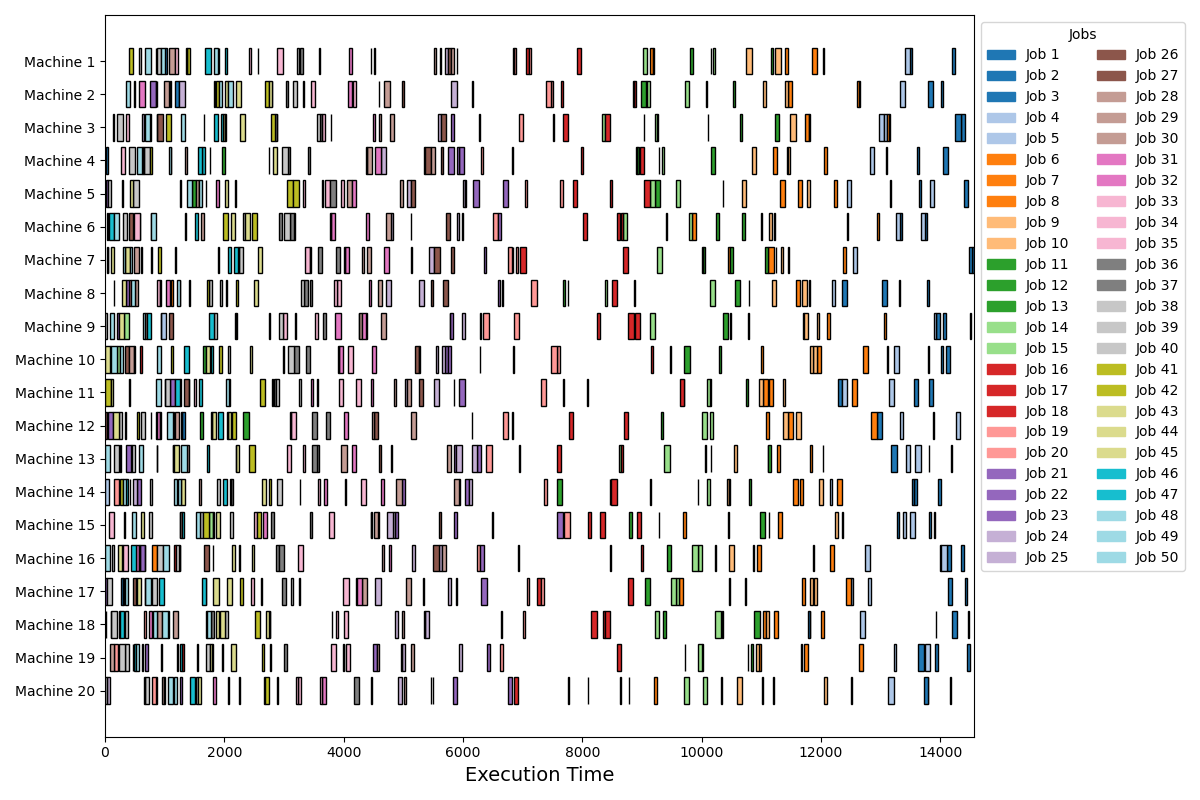 Machine 1
Machine 2
Machine 3
Machine 4
Machine 5
Machine 6
Machine 7
Machine 8
Machine 9
Machine 10
Machine 11
Machine 12
Machine 13
Machine 14
Machine 15
Machine 16
Machine 17
Machine 18
Machine 19
Machine 20
0 2000 4000 6000 8000 10000 12000 14000
Execution Time
Jobs
Job 1 Job 26
Job 2 Job 27
Job 3 Job 28
Job 4 Job 29
Job 5 Job 30
Job 6 Job 31
Job 7 Job 32
Job 8 Job 33
Job 9 Job 34
Job 10 Job 35
Job 11 Job 36
Job 12 Job 37
Job 13 Job 38
Job 14 Job 39
Job 15 Job 40
Job 16 Job 41
Job 17 Job 42
Job 18 Job 43
Job 19 Job 44
Job 20 Job 45
Job 21 Job 46
Job 22 Job 47
Job 23 Job 48
Job 24 Job 49
Job 25 Job 50